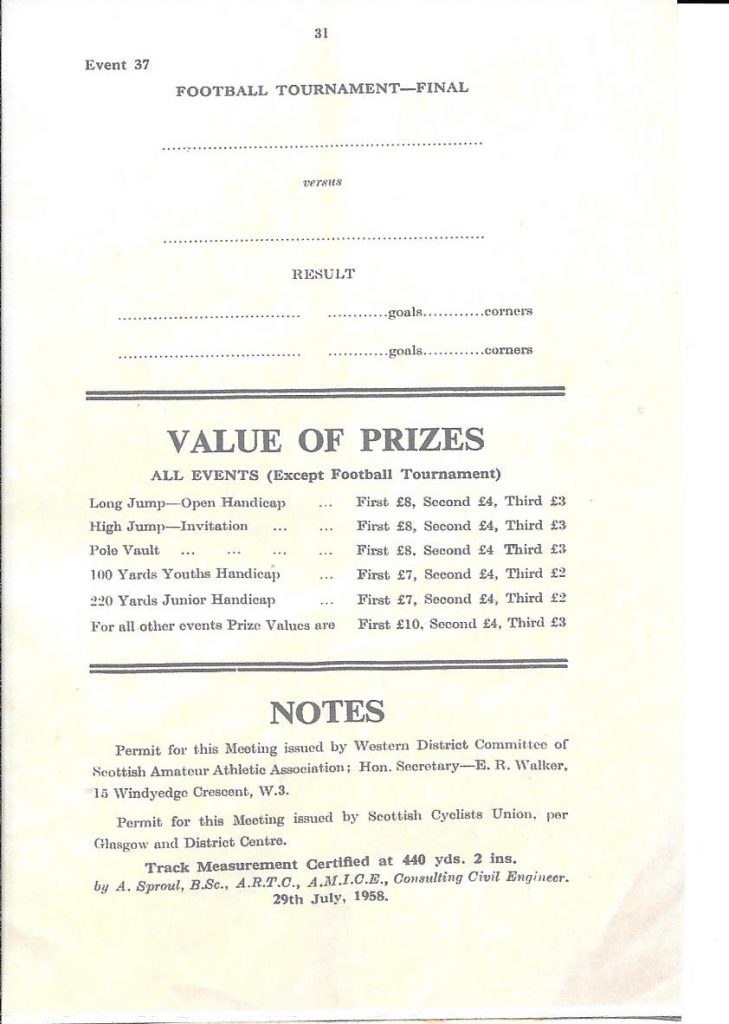 31
Event 37
FOOTBALL TOURNAMENT—FINAL
........................................................................
versus
........................................................................
RESULT
......................................... ............goals............corners
......................................... ............goals............corners
VALUE OF PRIZES
ALL EVENTS (Except Football Tournament)
Long Jump—Open Handicap ... First £8, Second £4, Third £3
High Jump—Invitation ... ... First £8, Second £4, Third £3
Pole Vault ... ... ... ... First £8, Second £4 Third £3
100 Yards Youths Handicap ... First £7, Second £4, Third £2
220 Yards Junior Handicap ... First £7, Second £4, Third £2
For all other events Prize Values are First £10, Second £4, Third £3
NOTES
Permit for this Meeting issued by Western District Committee of
Scottish Amateur Athletic Association; Hon. Secretary—E. R. Walker,
15 Windyedge Crescent, W.3.
Permit for this Meeting issued by Scottish Cyclists Union, per
Glasgow and District Centre.
Track Measurement Certified at 440 yds. 2 ins.
by A. Sproul, B.Sc., A.R.T.C., A.M.I.C.E., Consulting Civil Engineer.
29th July, 1958.